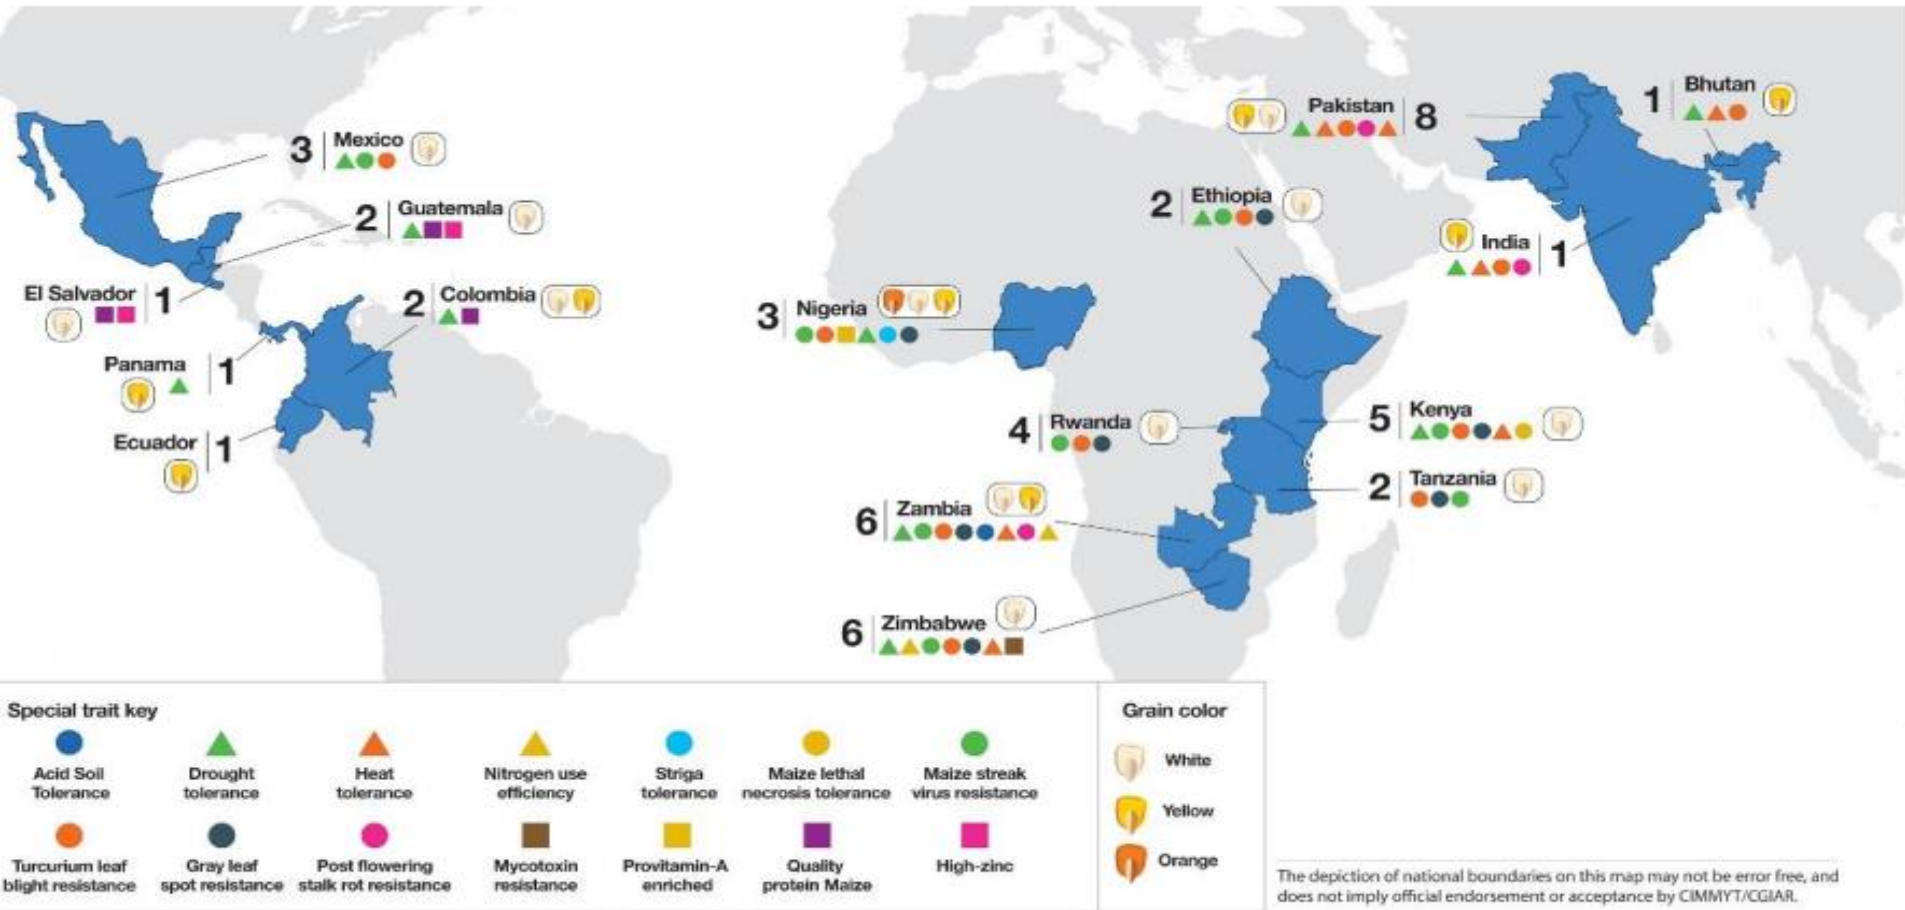 3 Mexico
2 Guatemala
El Salvador 1
2 Colombia
Panama 1
Ecuador 1
Pakistan 8
1 Bhutan
2 Ethiopia
India 1
3 Nigeria
4 Rwanda
5 Kenya
2 Tanzania
6 Zambia
6 Zimbabwe
Special trait key
Acid Soil
Tolerance
Drought
tolerance
Heat
tolerance
Nitrogen use
efficiency
Striga
tolerance
Maize lethal
necrosis tolerance
Maize streak
virus resistance
Turcurium leaf
blight resistance
Gray leaf
spot resistance
Post flowering
stalk rot resistance
Mycotoxin
resistance
Provitamin-A
enriched
Quality
protein Maize
High-zinc
Grain color
White
Yellow
Orange
The depiction of national boundaries on this map may not be error free, and
does not imply official endorsement or acceptance by CIMMYT/CGIAR.